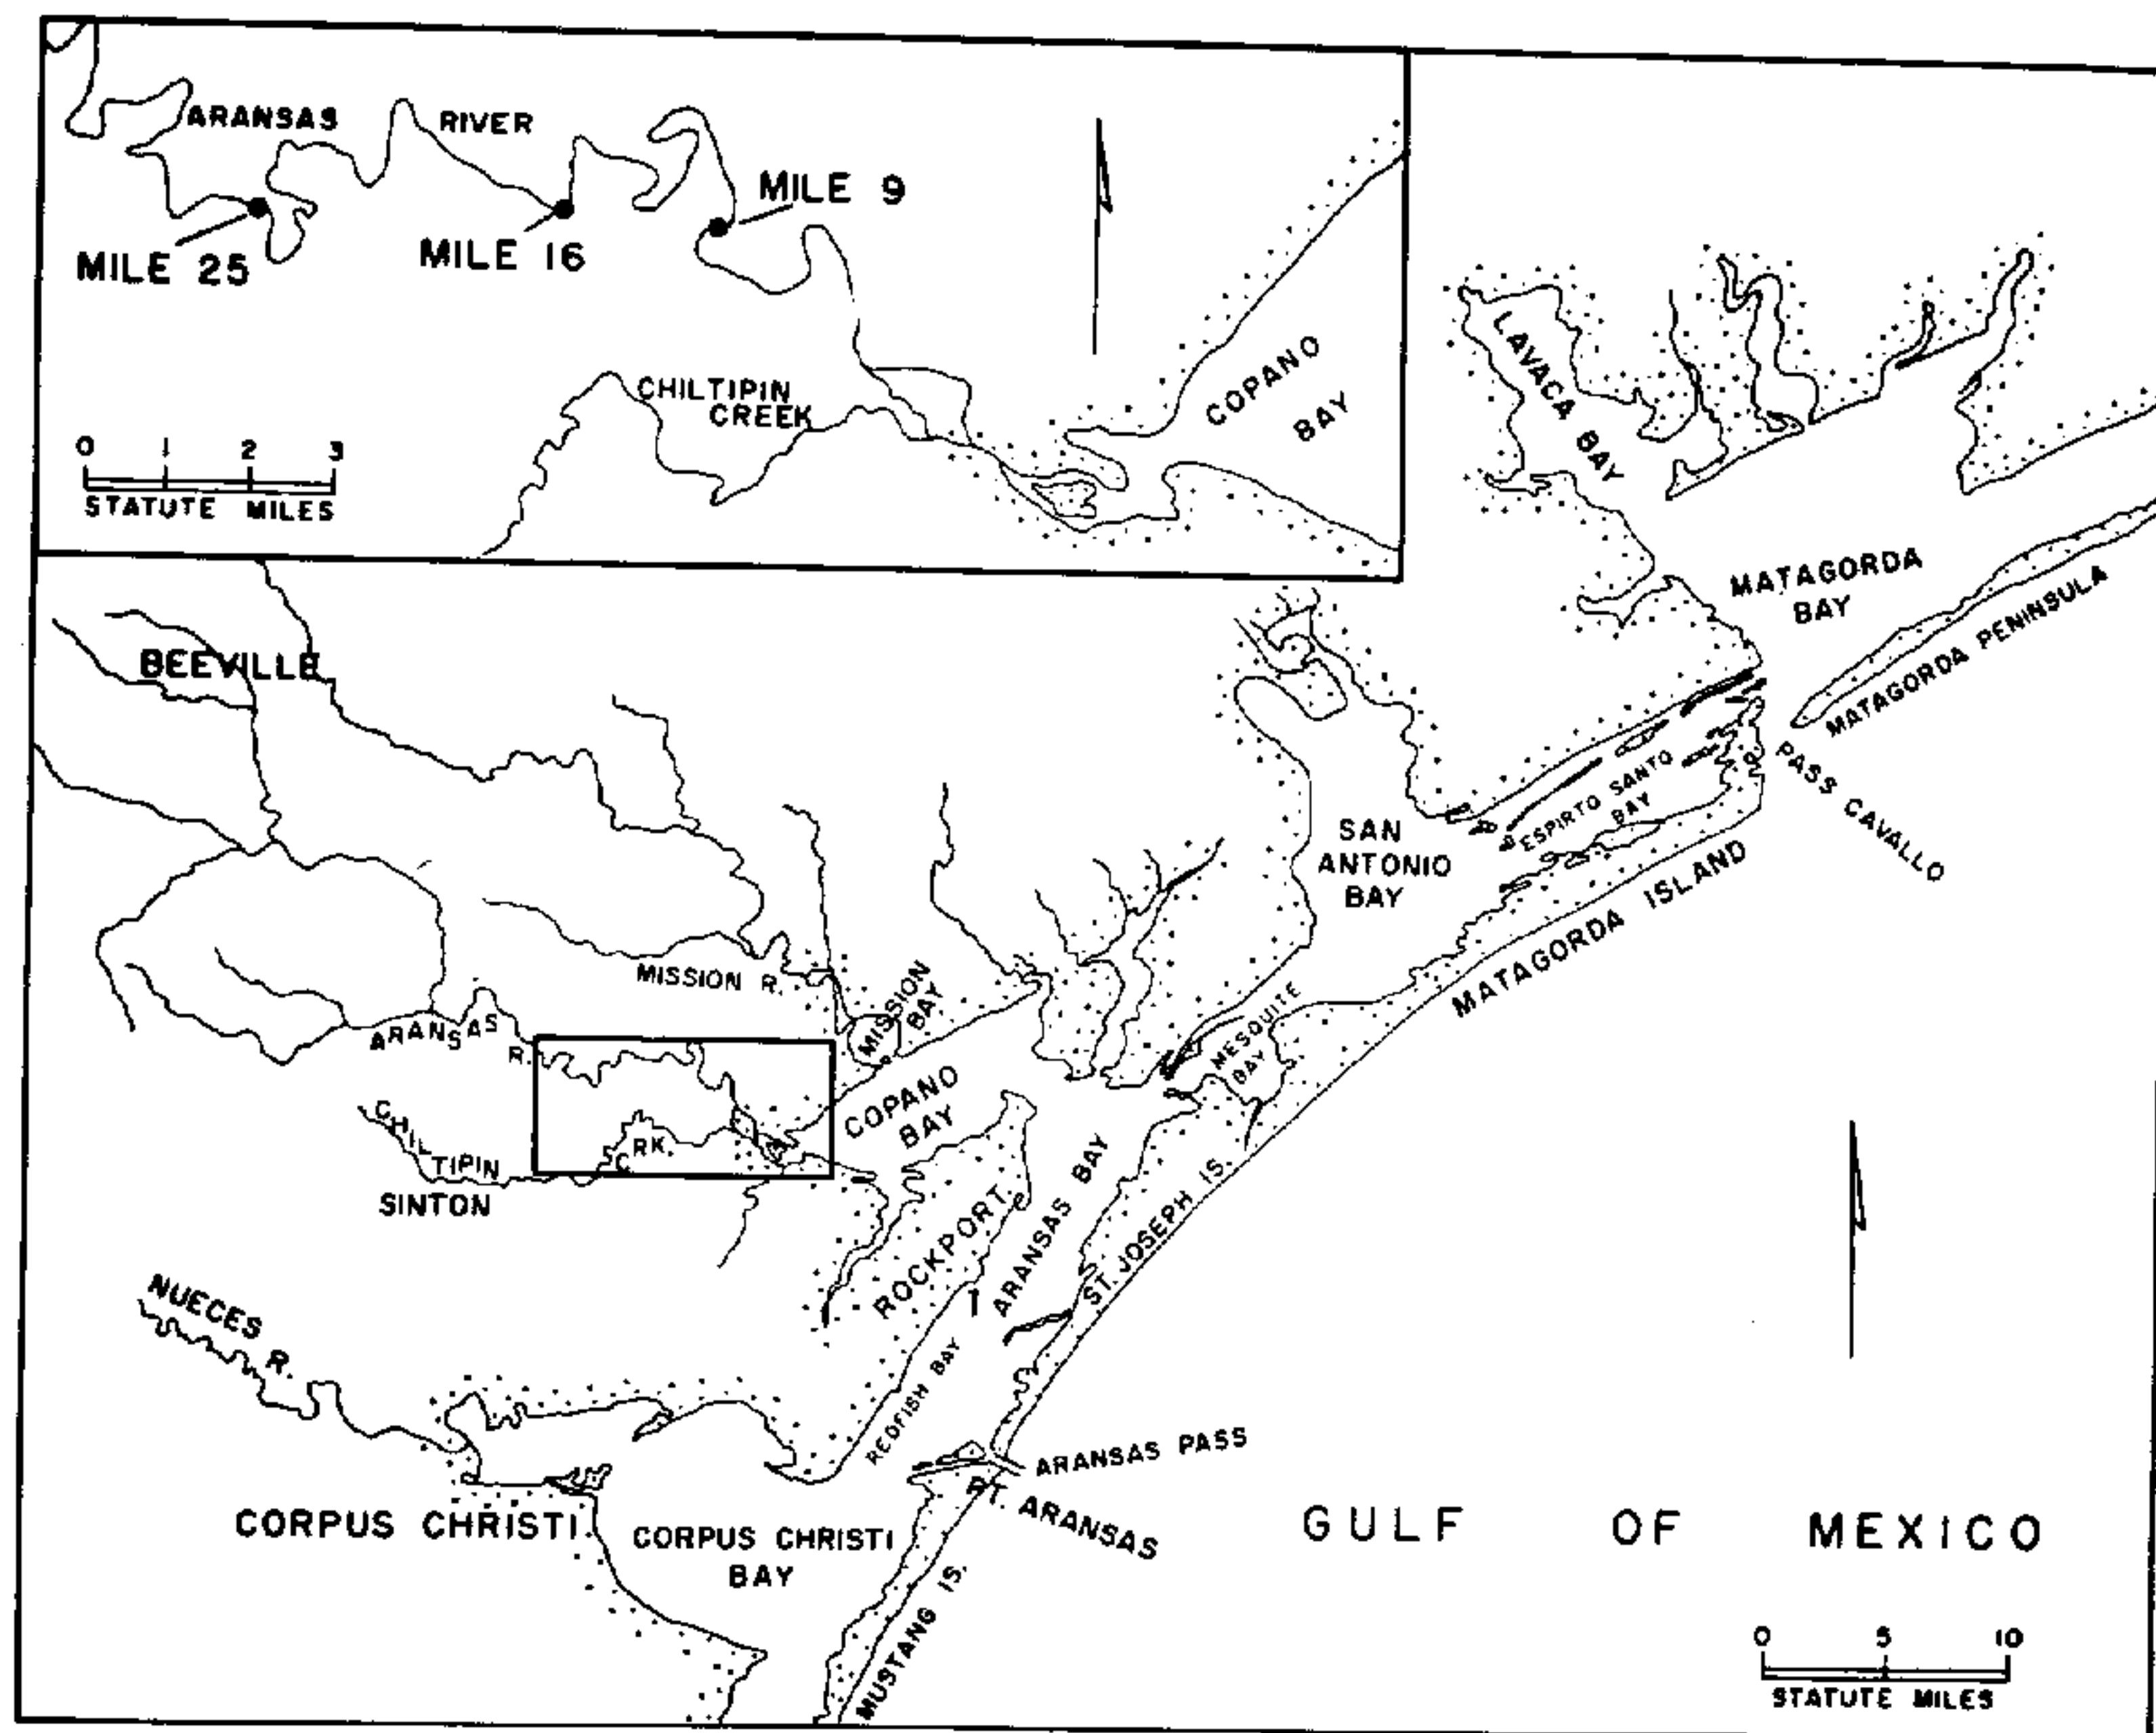 ARANSAS RIVER
MILE 9
MILE 16
MILE 25
COPANO
BAY
CHILTIPIN
CREEK
0 1 2 3
STATUTE MILES
LAVACA BAY
MATAGORDA
BAY
MATAGORDA PENINSULA
PASS CAVALLO
BEEVILLE
ESPIRTO SANTO
BAY
SAN
ANTONIO
BAY
MATAGORDA ISLAND
MISSION R.
MISSION
BAY
ARANSAS R.
MESQUITE
BAY
COPANO
BAY
CHILTIPIN CRK.
SINTON
ROCKPORT
ARANSAS BAY
ST. JOSEPH IS.
NUECES R.
REDFISH BAY
ARANSAS PASS
PT. ARANSAS
CORPUS CHRISTI
CORPUS CHRISTI
BAY
GULF OF MEXICO
MUSTANG IS.
0 5 10
STATUTE MILES